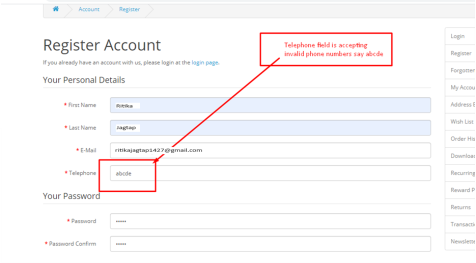 Account
Register
Register Account
If you already have an account with us, please login at the login page.
Your Personal Details
* First Name
Ritika
* Last Name
zagtap
* E-Mail
ritikajagtap1427@gmail.com
* Telephone
abcde
Your Password
* Password
•••••
* Password Confirm
•••••
Telephone field is accepting
invalid phone numbers say abcde
Login
Register
Forgotten
My Accou
Address B
Wish List
Order His
Downloa
Recurring
Reward P
Returns
Transacti
Newslette